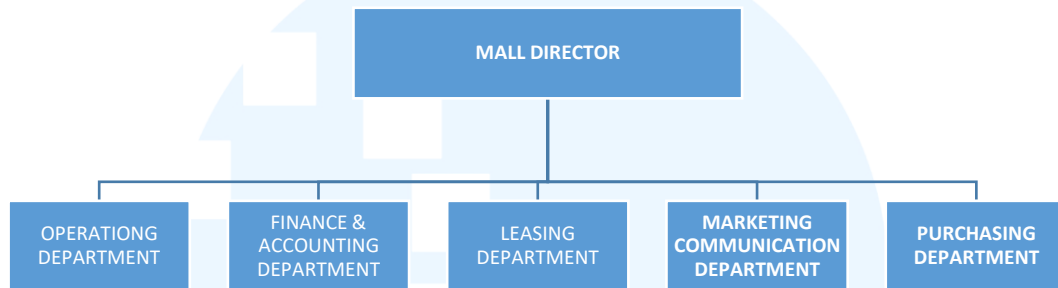 MALL DIRECTOR
OPERATIONG
DEPARTMENT
FINANCE &
ACCOUNTING
DEPARTMENT
LEASING
DEPARTMENT
MARKETING
COMMUNICATION
DEPARTMENT
PURCHASING
DEPARTMENT